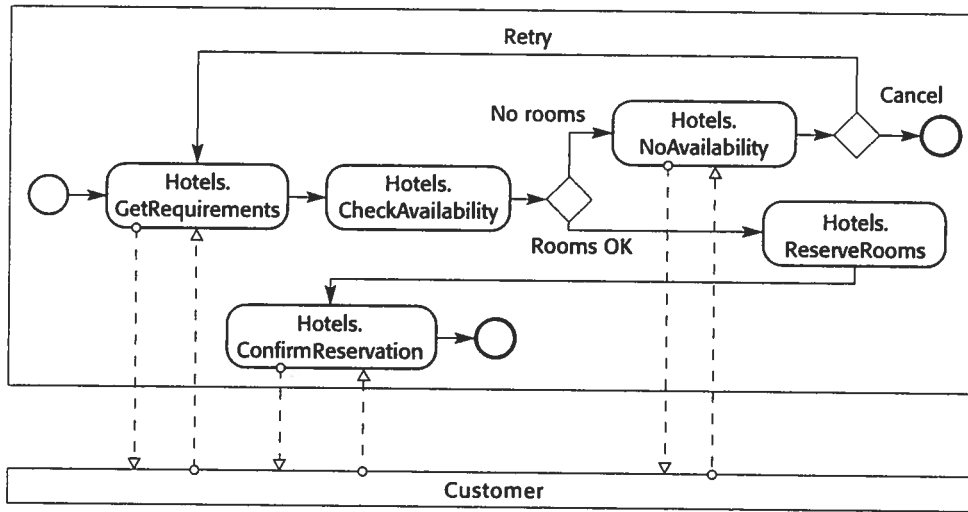 Retry
Cancel
No rooms
Hotels.
NoAvailability
Hotels.
GetRequirements
Hotels.
CheckAvailability
Rooms OK
Hotels.
ReserveRooms
Hotels.
ConfirmReservation
Customer